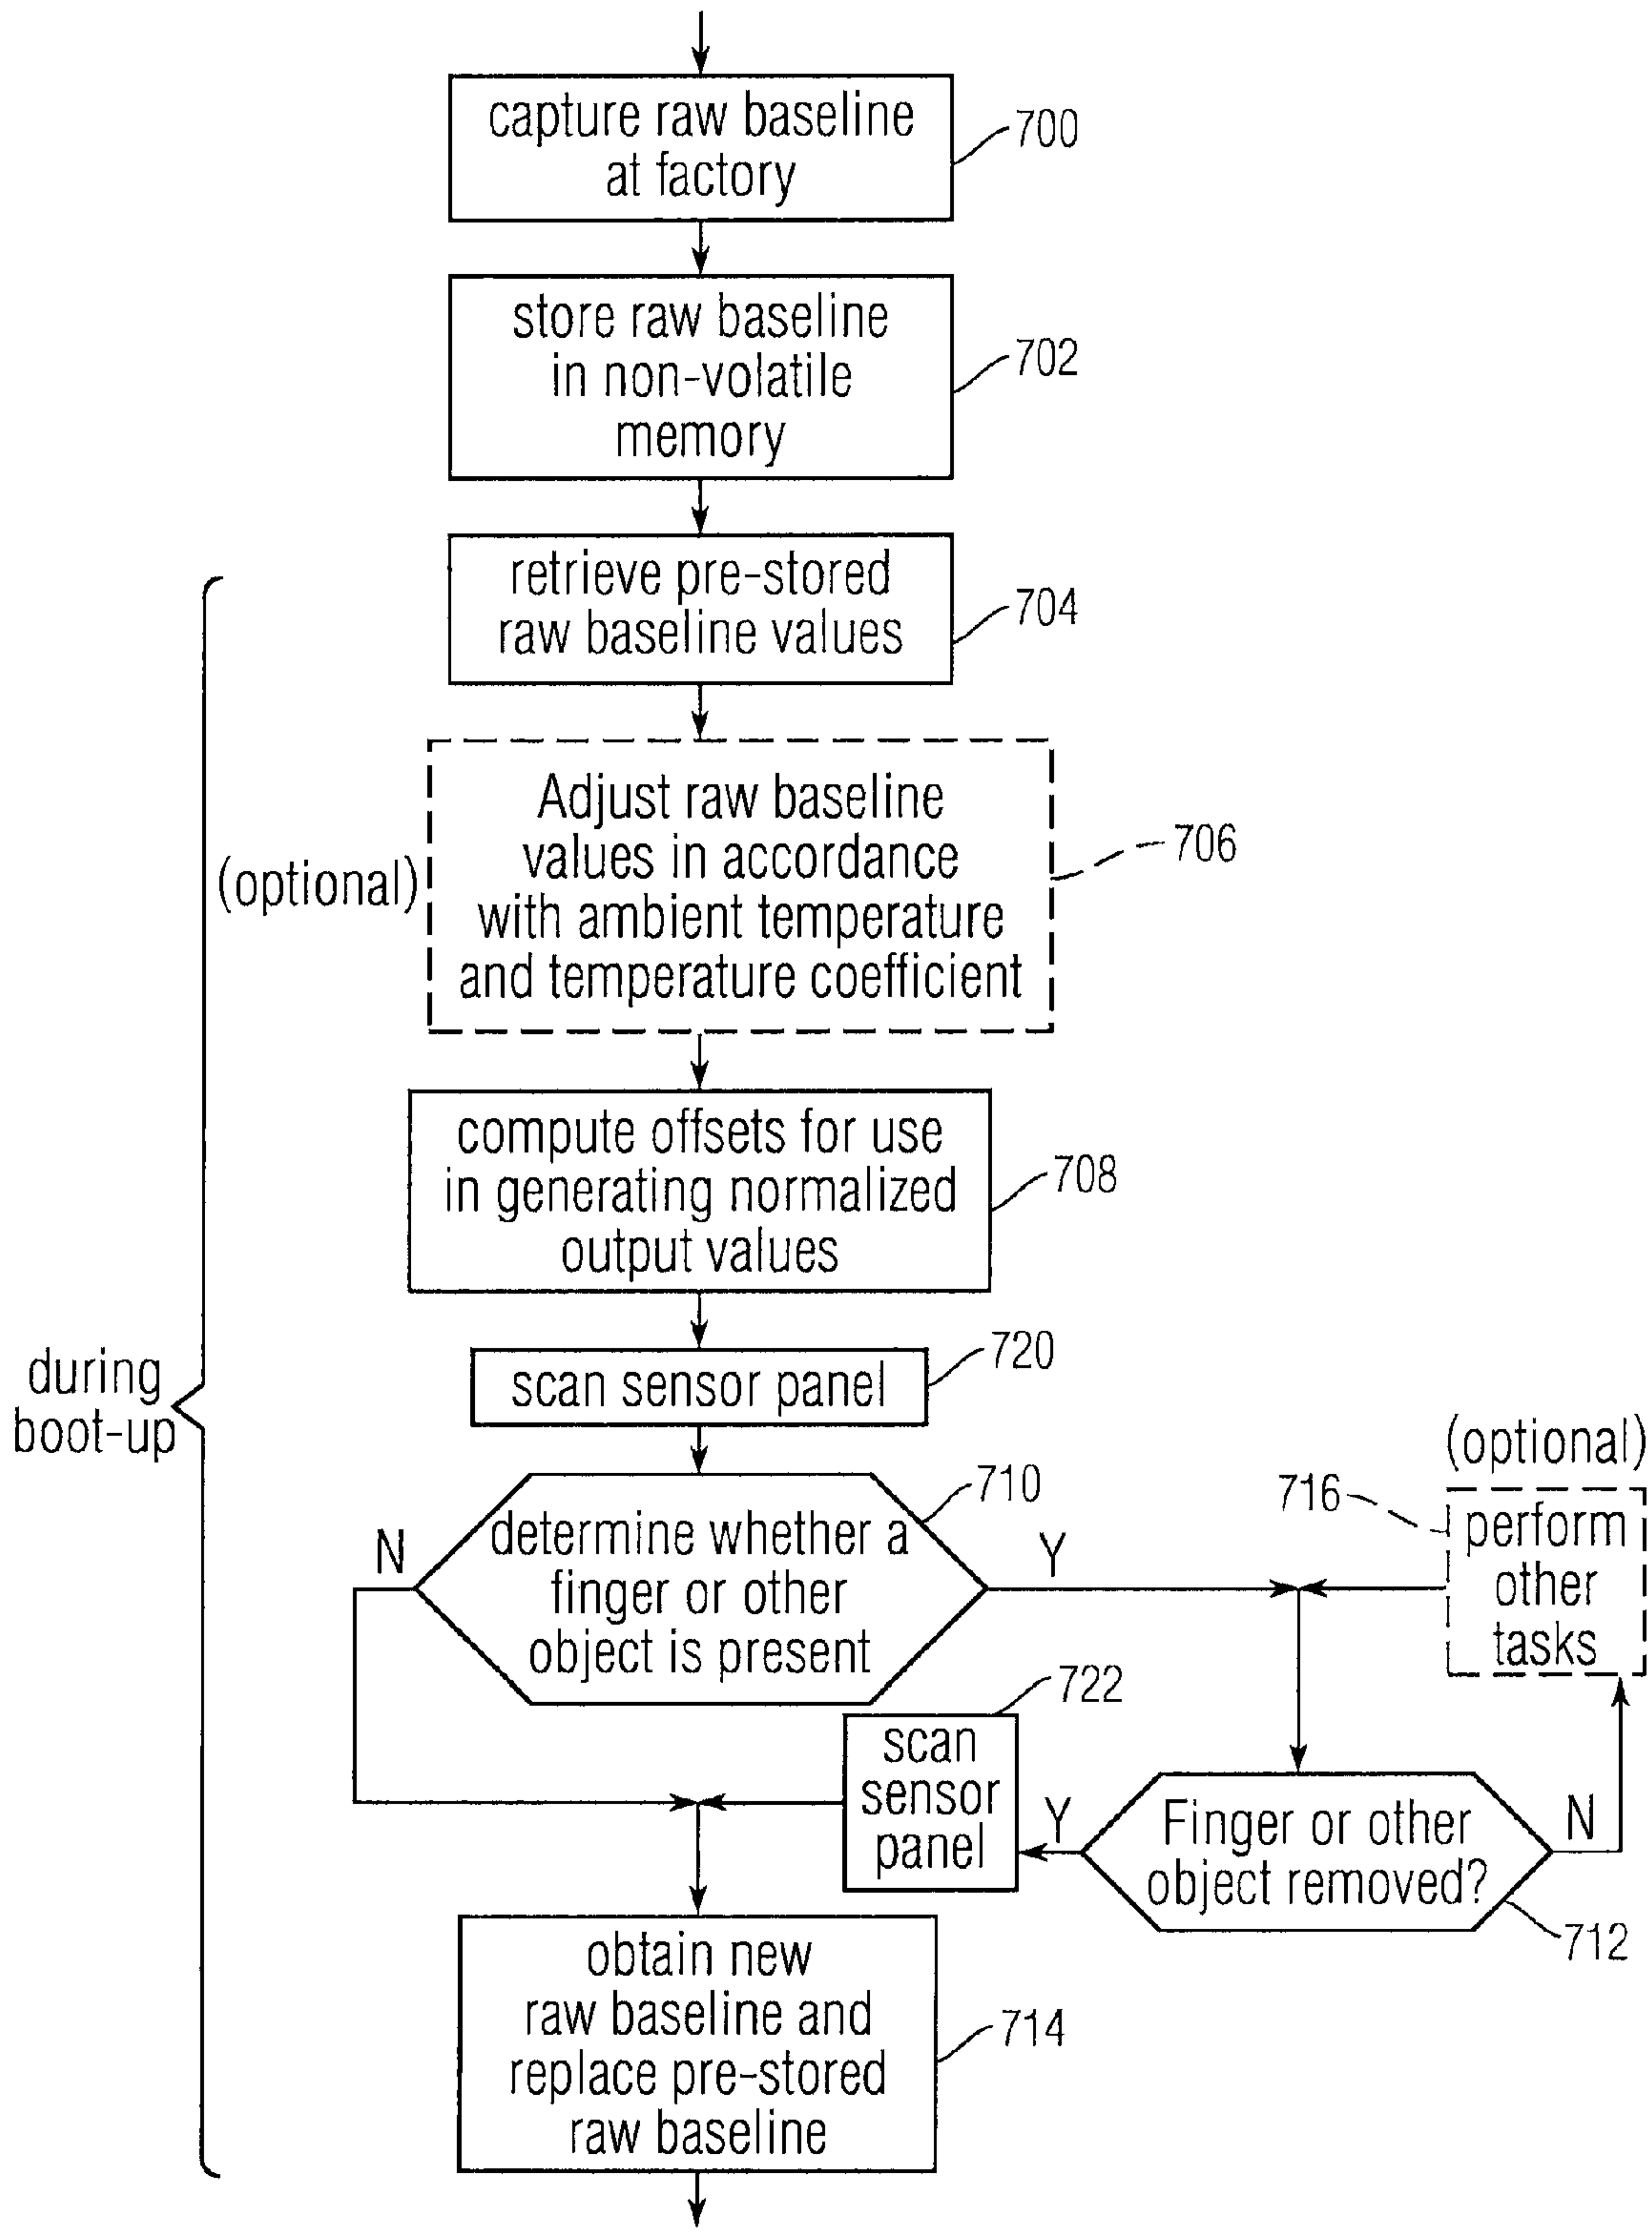 capture raw baseline
at factory
700
store raw baseline
in non-volatile
memory
702
retrieve pre-stored
raw baseline values
704
(optional)
Adjust raw baseline
values in accordance
with ambient temperature
and temperature coefficient
706
compute offsets for use
in generating normalized
output values
708
during
boot-up
scan sensor panel
720
determine whether a
finger or other
object is present
710
N
Y
(optional)
716
perform
other
tasks
722
scan
sensor
panel
Y
Finger or other
object removed?
N
712
obtain new
raw baseline and
replace pre-stored
raw baseline
714